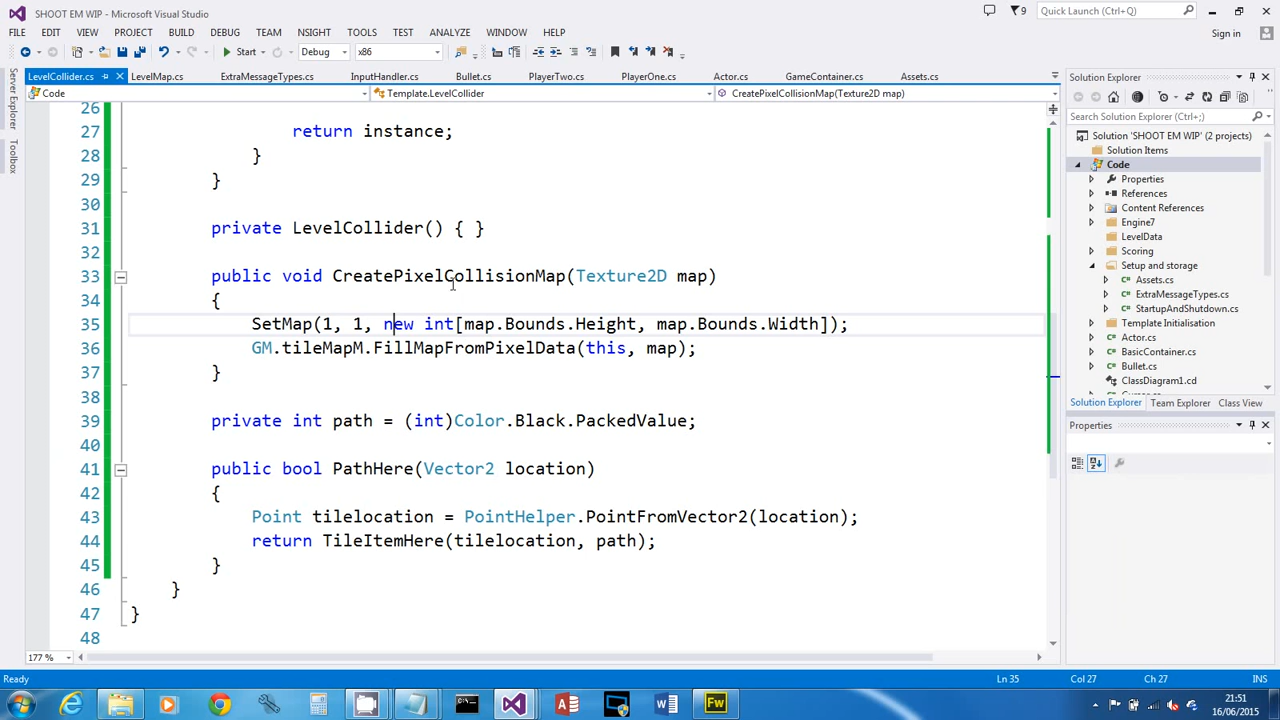 SHOOT EM WIP - Microsoft Visual Studio
9
Quick Launch (Ctrl+Q)
FILE EDIT VIEW PROJECT BUILD DEBUG TEAM NSIGHT TOOLS TEST ANALYZE WINDOW HELP
Sign in
Start Debug x86
LevelCollider.cs LevelMap.cs ExtraMessageTypes.cs InputHandler.cs Bullet.cs PlayerTwo.cs PlayerOne.cs Actor.cs GameContainer.cs Assets.cs
Code Template.LevelCollider CreatePixelCollisionMap(Texture2D map)
Server Explorer
Toolbox
26
27 return instance;
28 }
29 }
30
31 private LevelCollider() { }
32
33 public void CreatePixelCollisionMap(Texture2D map)
34 {
35 SetMap(1, 1, new int[map.Bounds.Height, map.Bounds.Width]);
36 GM.tileMapM.FillMapFromPixelData(this, map);
37 }
38
39 private int path = (int)Color.Black.PackedValue;
40
41 public bool PathHere(Vector2 location)
42 {
43 Point tilelocation = PointHelper.PointFromVector2(location);
44 return TileItemHere(tilelocation, path);
45 }
46 }
47 }
48
177 %
Solution Explorer
Search Solution Explorer (Ctrl+;)
Solution 'SHOOT EM WIP' (2 projects)
Solution Items
Code
Properties
References
Content References
Engine7
LevelData
Scoring
Setup and storage
Assets.cs
ExtraMessageTypes.cs
StartupAndShutdown.cs
Template Initialisation
Actor.cs
BasicContainer.cs
Bullet.cs
ClassDiagram1.cd
Solution Explorer Team Explorer Class View
Properties
Ready Ln 35 Col 27 Ch 27 INS
Fw
21:51
16/06/2015